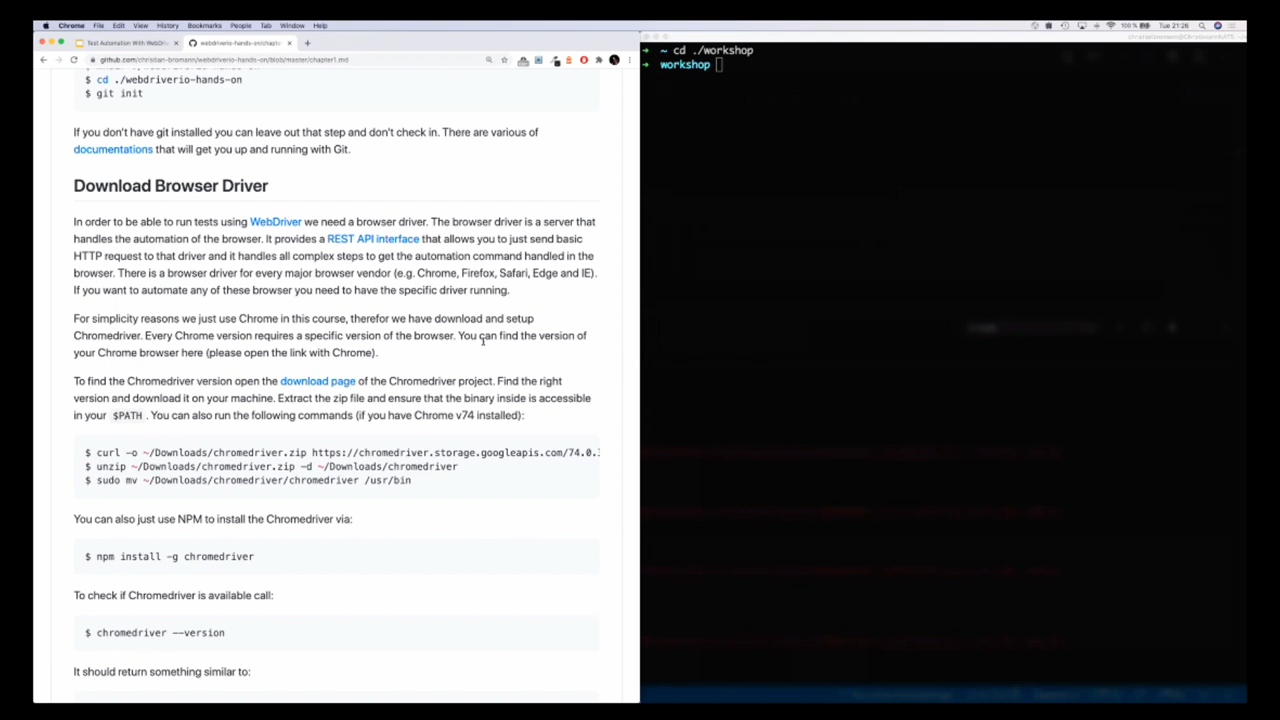 Chrome File Edit View History Bookmarks People Tab Window Help
100 % Tue 21:26
Test Automation With WebDriv
webdriverio-hands-on/chapte
github.com/christian-bromann/webdriverio-hands-on/blob/master/chapter1.md
$ cd ./webdriverio-hands-on
$ git init
If you don't have git installed you can leave out that step and don't check in. There are various of
documentations that will get you up and running with Git.
Download Browser Driver
In order to be able to run tests using WebDriver we need a browser driver. The browser driver is a server that
handles the automation of the browser. It provides a REST API interface that allows you to just send basic
HTTP request to that driver and it handles all complex steps to get the automation command handled in the
browser. There is a browser driver for every major browser vendor (e.g. Chrome, Firefox, Safari, Edge and IE).
If you want to automate any of these browser you need to have the specific driver running.
For simplicity reasons we just use Chrome in this course, therefor we have download and setup
Chromedriver. Every Chrome version requires a specific version of the browser. You can find the version of
your Chrome browser here (please open the link with Chrome).
To find the Chromedriver version open the download page of the Chromedriver project. Find the right
version and download it on your machine. Extract the zip file and ensure that the binary inside is accessible
in your $PATH . You can also run the following commands (if you have Chrome v74 installed):
$ curl -o ~/Downloads/chromedriver.zip https://chromedriver.storage.googleapis.com/74.0.
$ unzip ~/Downloads/chromedriver.zip -d ~/Downloads/chromedriver
$ sudo mv ~/Downloads/chromedriver/chromedriver /usr/bin
You can also just use NPM to install the Chromedriver via:
$ npm install -g chromedriver
To check if Chromedriver is available call:
$ chromedriver --version
It should return something similar to:
→ ~ cd ./workshop
→ workshop